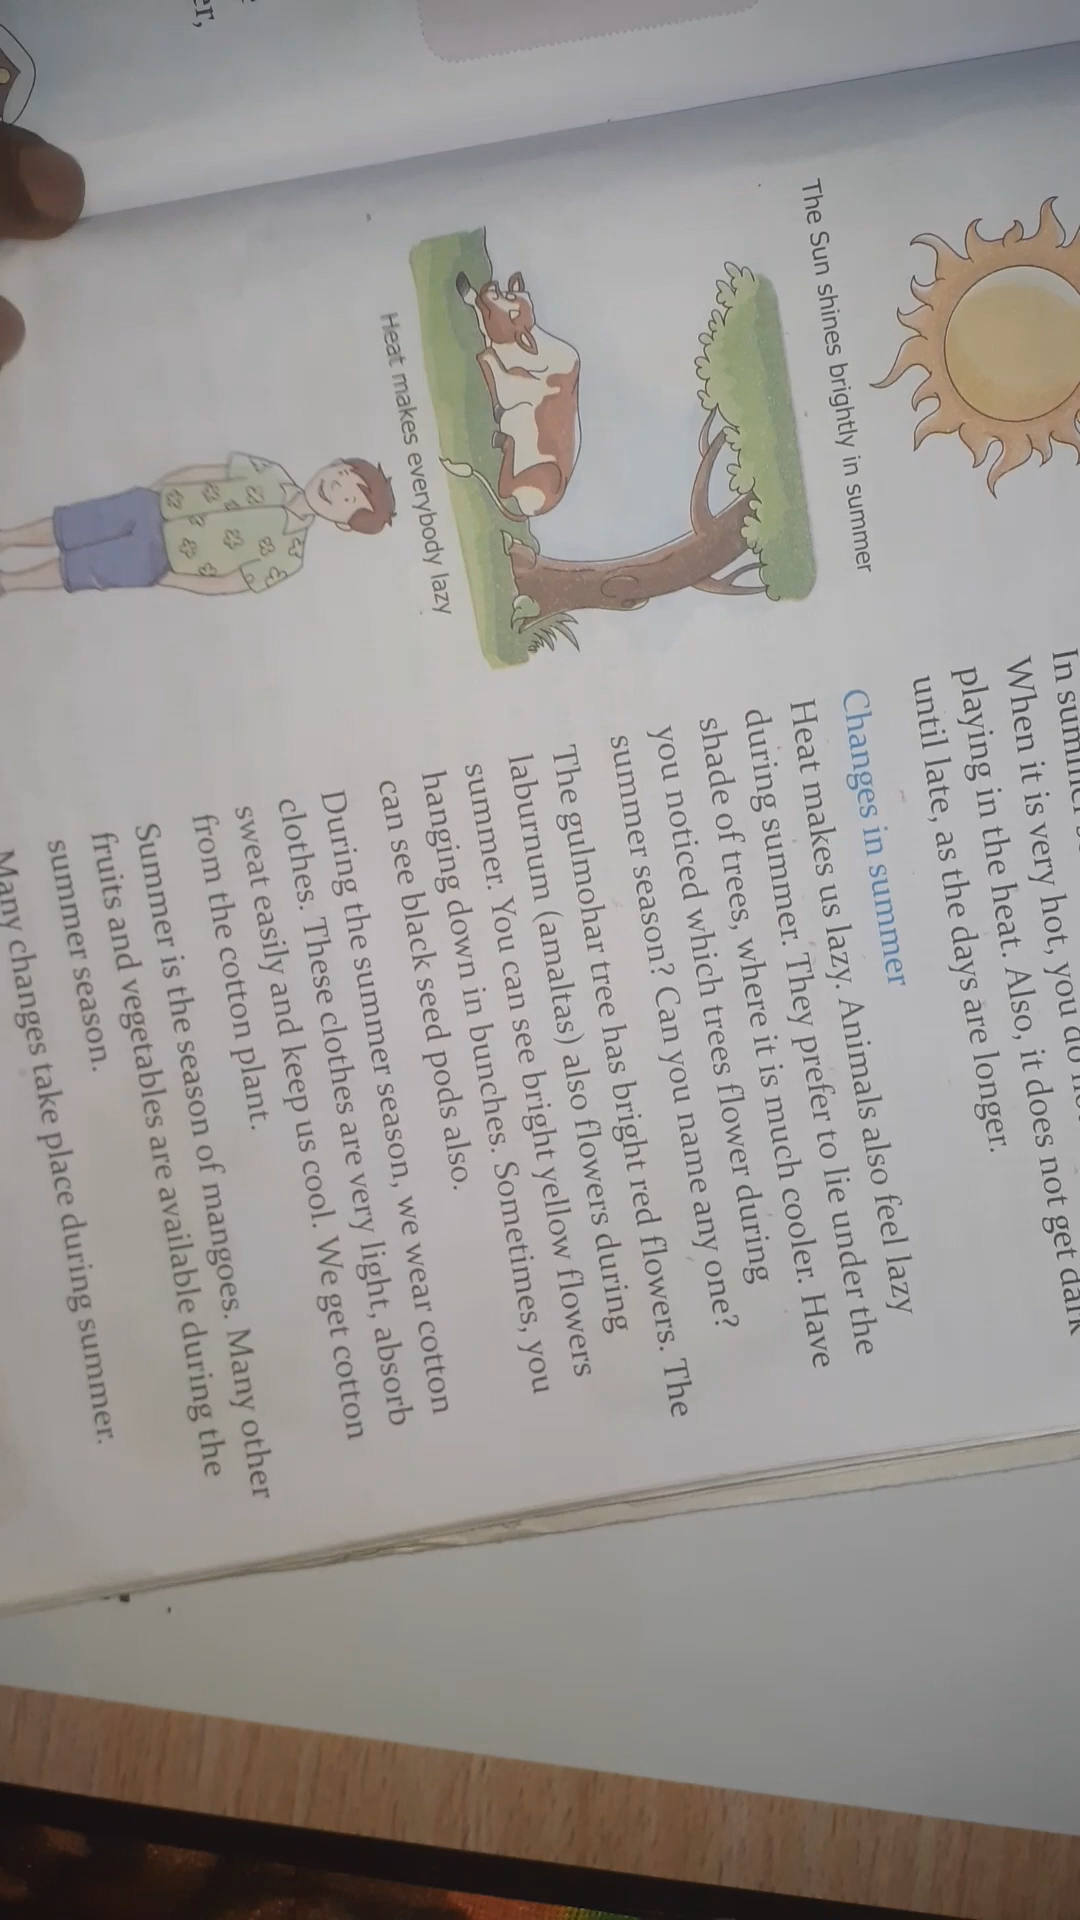 The Sun shines brightly in summer
Heat makes everybody lazy
When it is very hot, you do
playing in the heat. Also, it does not get dark
until late, as the days are longer.
Changes in summer
Heat makes us lazy. Animals also feel lazy
during summer. They prefer to lie under the
shade of trees, where it is much cooler. Have
you noticed which trees flower during
summer season? Can you name any one?
The gulmohar tree has bright red flowers. The
laburnum (amaltas) also flowers during
summer. You can see bright yellow flowers
hanging down in bunches. Sometimes, you
can see black seed pods also.
During the summer season, we wear cotton
clothes. These clothes are very light, absorb
sweat easily and keep us cool. We get cotton
from the cotton plant.
Summer is the season of mangoes. Many other
fruits and vegetables are available during the
summer season.
Many changes take place during summer.